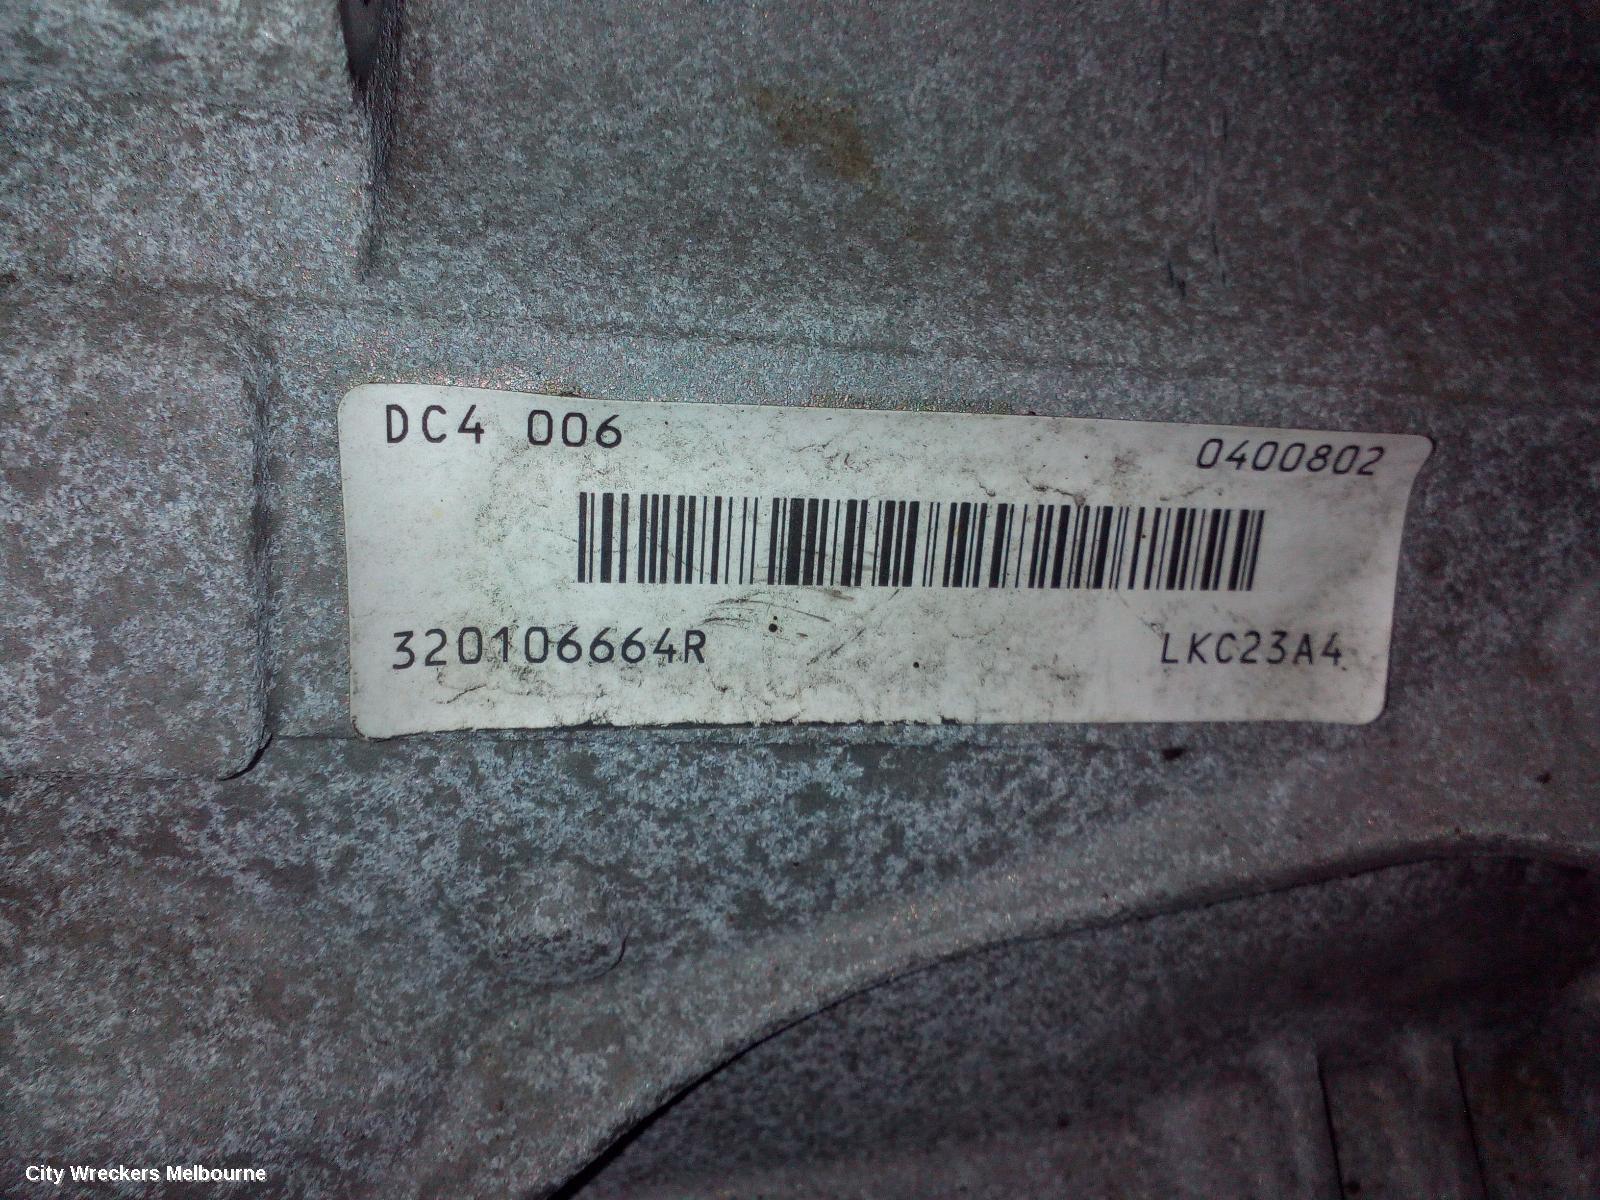 DC4 006
0400802
320106664R
LKC23A4
City Wreckers Melbourne